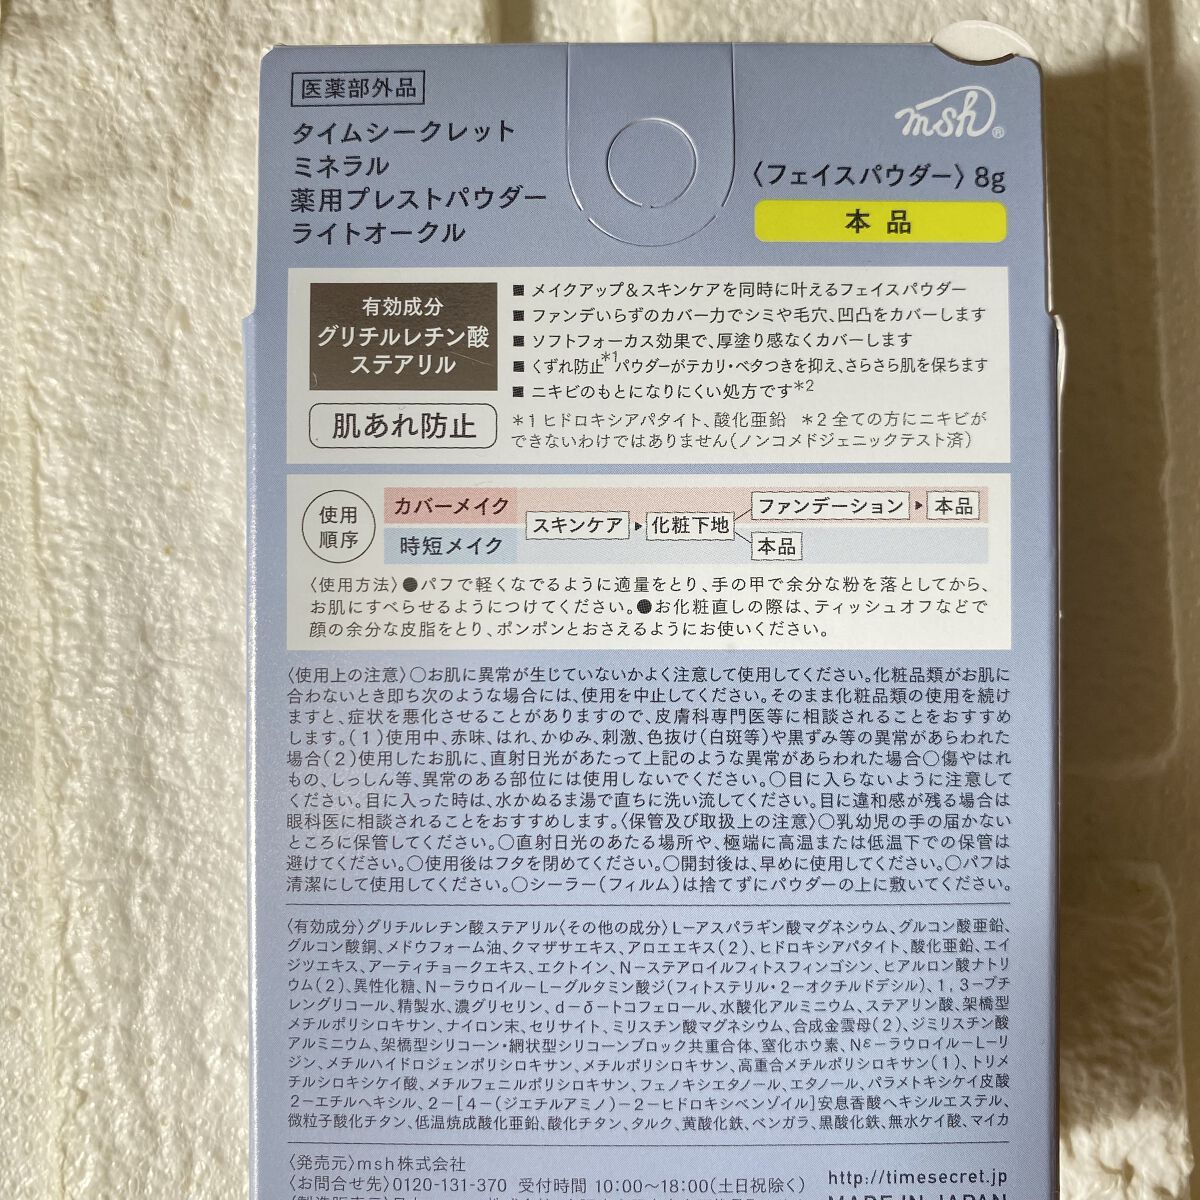 医薬部外品
タイムシークレット
ミネラル
薬用プレストパウダー
ライトオークル
msh®
〈フェイスパウダー〉8g
本品
有効成分
グリチルレチン酸
ステアリル
肌あれ防止
■ メイクアップ&スキンケアを同時に叶えるフェイスパウダー
■ ファンデいらずのカバー力でシミや毛穴、凹凸をカバーします
■ ソフトフォーカス効果で、厚塗り感なくカバーします
■ くずれ防止*1パウダーがテカリ・ベタつきを抑え、さらさら肌を保ちます
■ ニキビのもとになりにくい処方です*2
*1 ヒドロキシアパタイト、酸化亜鉛 *2 全ての方にニキビが
できないわけではありません(ノンコメドジェニックテスト済)
使用
順序
カバーメイク
時短メイク
スキンケア ▶ 化粧下地
ファンデーション ▶ 本品
本品
〈使用方法〉●パフで軽くなでるように適量をとり、手の甲で余分な粉を落としてから、
お肌にすべらせるようにつけてください。●お化粧直しの際は、ティッシュオフなどで
顔の余分な皮脂をとり、ポンポンとおさえるようにお使いください。
〈使用上の注意〉○お肌に異常が生じていないかよく注意して使用してください。化粧品類がお肌に
合わないとき即ち次のような場合には、使用を中止してください。そのまま化粧品類の使用を続け
ますと、症状を悪化させることがありますので、皮膚科専門医等に相談されることをおすすめ
します。(1)使用中、赤味、はれ、かゆみ、刺激、色抜け(白斑等)や黒ずみ等の異常があらわれた
場合(2)使用したお肌に、直射日光があたって上記のような異常があらわれた場合○傷やはれ
もの、しっしん等、異常のある部位には使用しないでください。○目に入らないように注意して
ください。目に入った時は、水かぬるま湯で直ちに洗い流してください。目に違和感が残る場合は
眼科医に相談されることをおすすめします。〈保管及び取扱上の注意〉○乳幼児の手の届かない
ところに保管してください。○直射日光のあたる場所や、極端に高温または低温下での保管は
避けてください。○使用後はフタを閉めてください。○開封後は、早めに使用してください。○パフは
清潔にして使用してください。○シーラー(フィルム)は捨てずにパウダーの上に敷いてください。
〈有効成分〉グリチルレチン酸ステアリル〈その他の成分〉L-アスパラギン酸マグネシウム、グルコン酸亜鉛、
グルコン酸銅、メドウフォーム油、クマザサエキス、アロエエキス(2)、ヒドロキシアパタイト、酸化亜鉛、エイ
ジツエキス、アーティチョークエキス、エクトイン、N-ステアロイルフィトスフィンゴシン、ヒアルロン酸ナトリ
ウム(2)、異性化糖、N-ラウロイル-L-グルタミン酸ジ(フィトステリル・2-オクチルドデシル)、1,3-ブチ
レングリコール、精製水、濃グリセリン、d-δ-トコフェロール、水酸化アルミニウム、ステアリン酸、架橋型
メチルポリシロキサン、ナイロン末、セリサイト、ミリスチン酸マグネシウム、合成金雲母(2)、ジミリスチン酸
アルミニウム、架橋型シリコーン・網状型シリコーンブロック共重合体、窒化ホウ素、Nε-ラウロイル-L-リ
ジン、メチルハイドロジェンポリシロキサン、メチルポリシロキサン、高重合メチルポリシロキサン(1)、トリメ
チルシロキシケイ酸、メチルフェニルポリシロキサン、フェノキシエタノール、エタノール、パラメトキシケイ皮酸
2-エチルヘキシル、2-[4-(ジエチルアミノ)-2-ヒドロキシベンゾイル]安息香酸ヘキシルエステル、
微粒子酸化チタン、低温焼成酸化亜鉛、酸化チタン、タルク、黄酸化鉄、ベンガラ、黒酸化鉄、無水ケイ酸、マイカ
〈発売元〉msh株式会社
〈お問合せ先〉0120-131-370 受付時間 10:00~18:00(土日祝除く)
http://timesecret.jp
MADE IN JAPAN